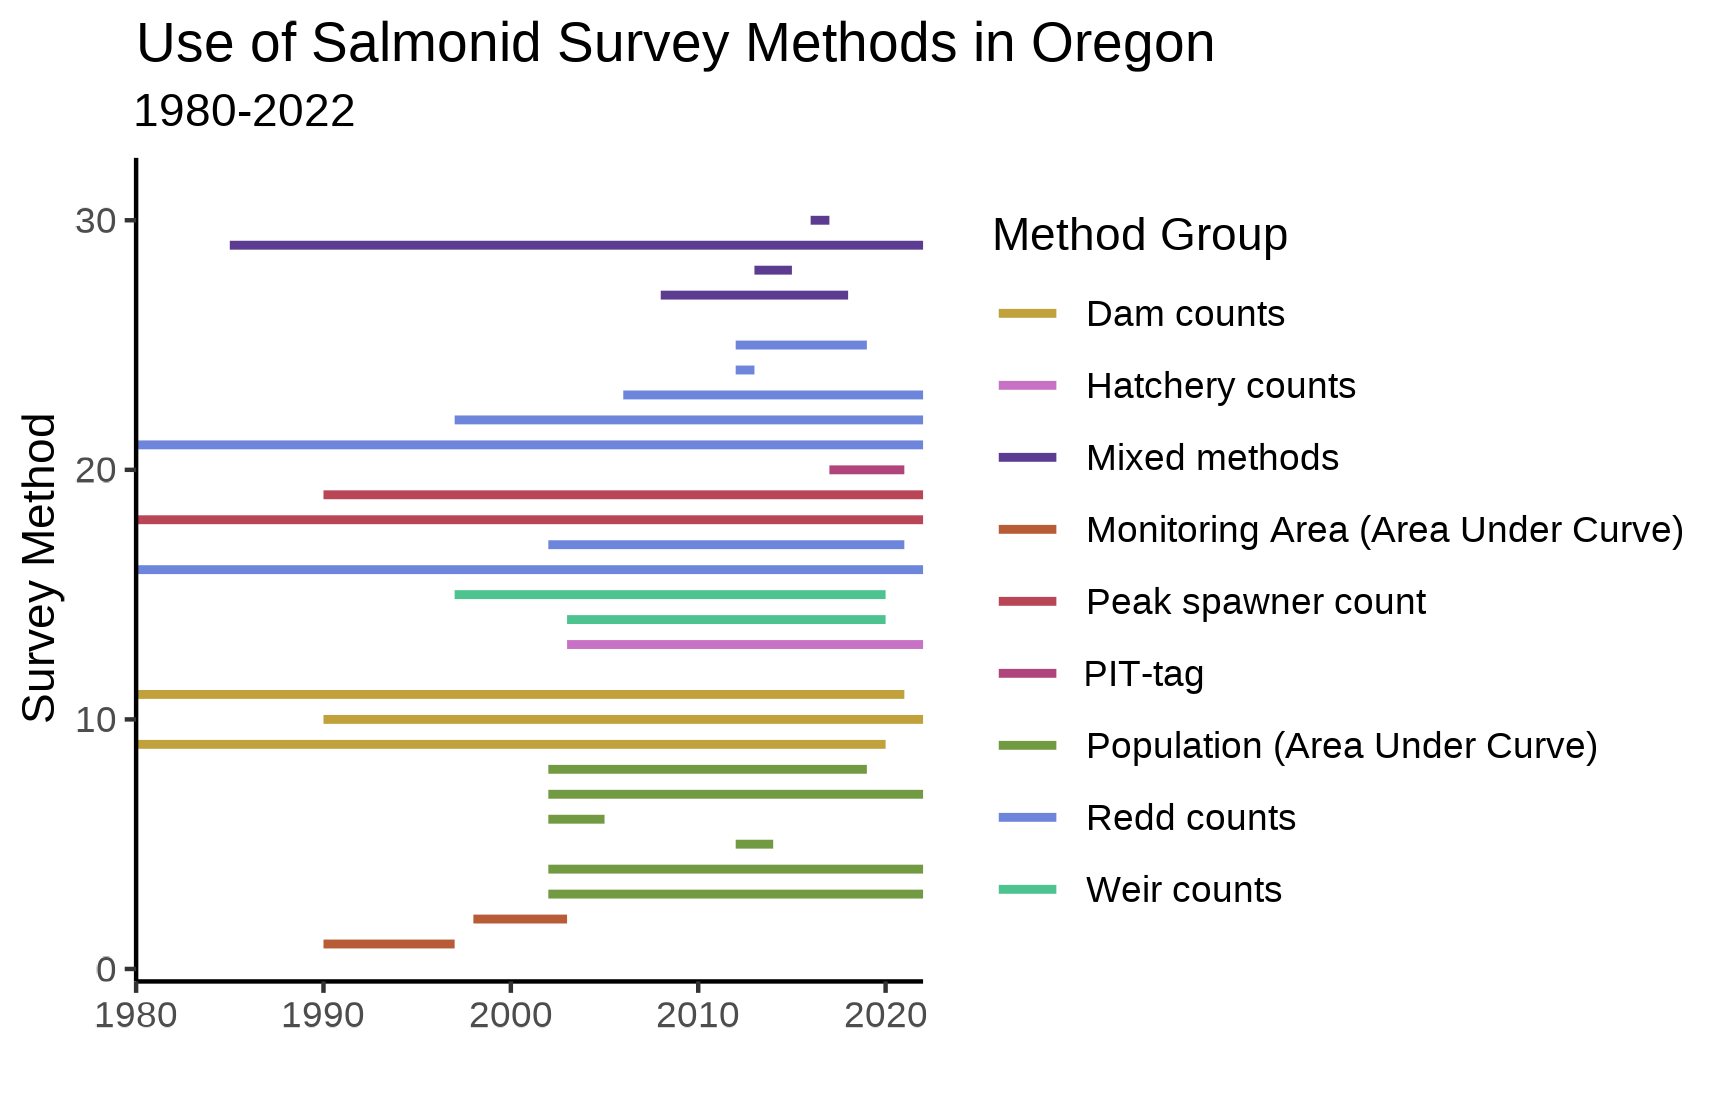 Use of Salmonid Survey Methods in Oregon
1980-2022
Survey Method
30
20
10
0
1980 1990 2000 2010 2020
Method Group
Dam counts
Hatchery counts
Mixed methods
Monitoring Area (Area Under Curve)
Peak spawner count
PIT-tag
Population (Area Under Curve)
Redd counts
Weir counts